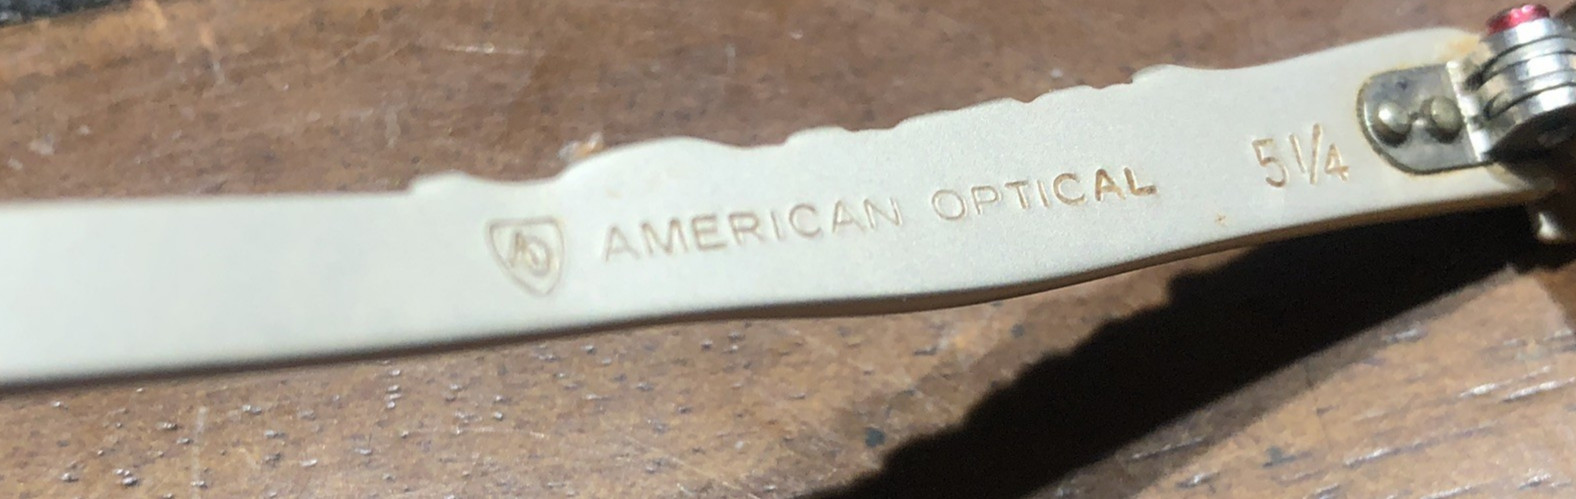 AO AMERICAN OPTICAL 5 1/4